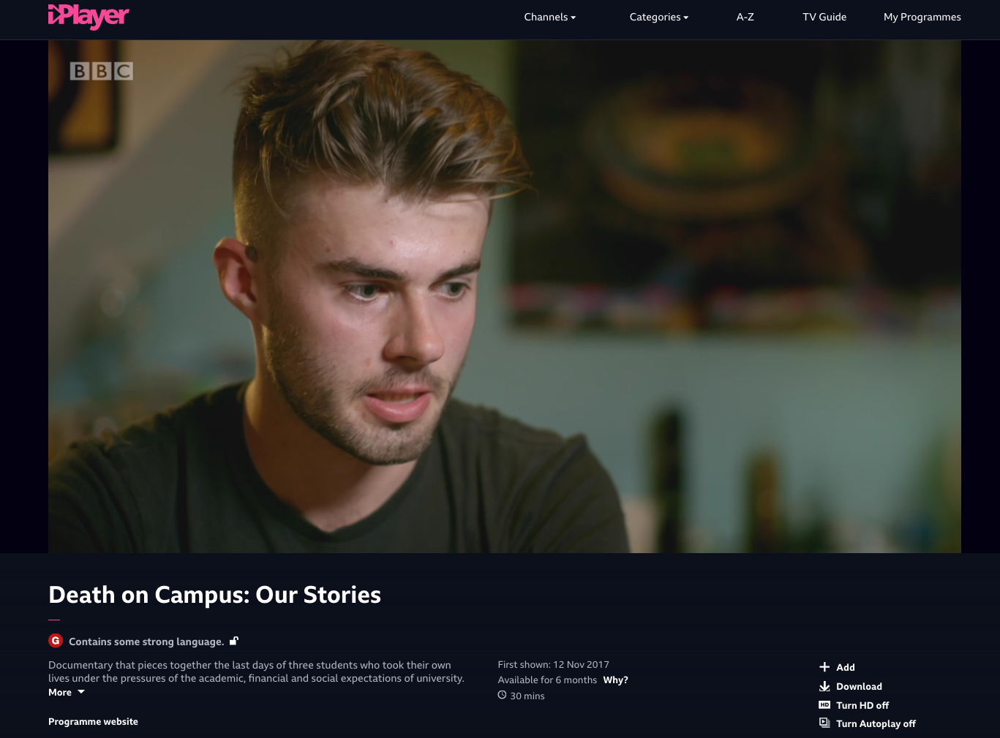 iPlayer
Channels
Categories
A-Z
TV Guide
My Programmes
BBC
Death on Campus: Our Stories
G Contains some strong language.
Documentary that pieces together the last days of three students who took their own
lives under the pressures of the academic, financial and social expectations of university.
More
Programme website
First shown: 12 Nov 2017
Available for 6 months Why?
30 mins
Add
Download
HD Turn HD off
Turn Autoplay off